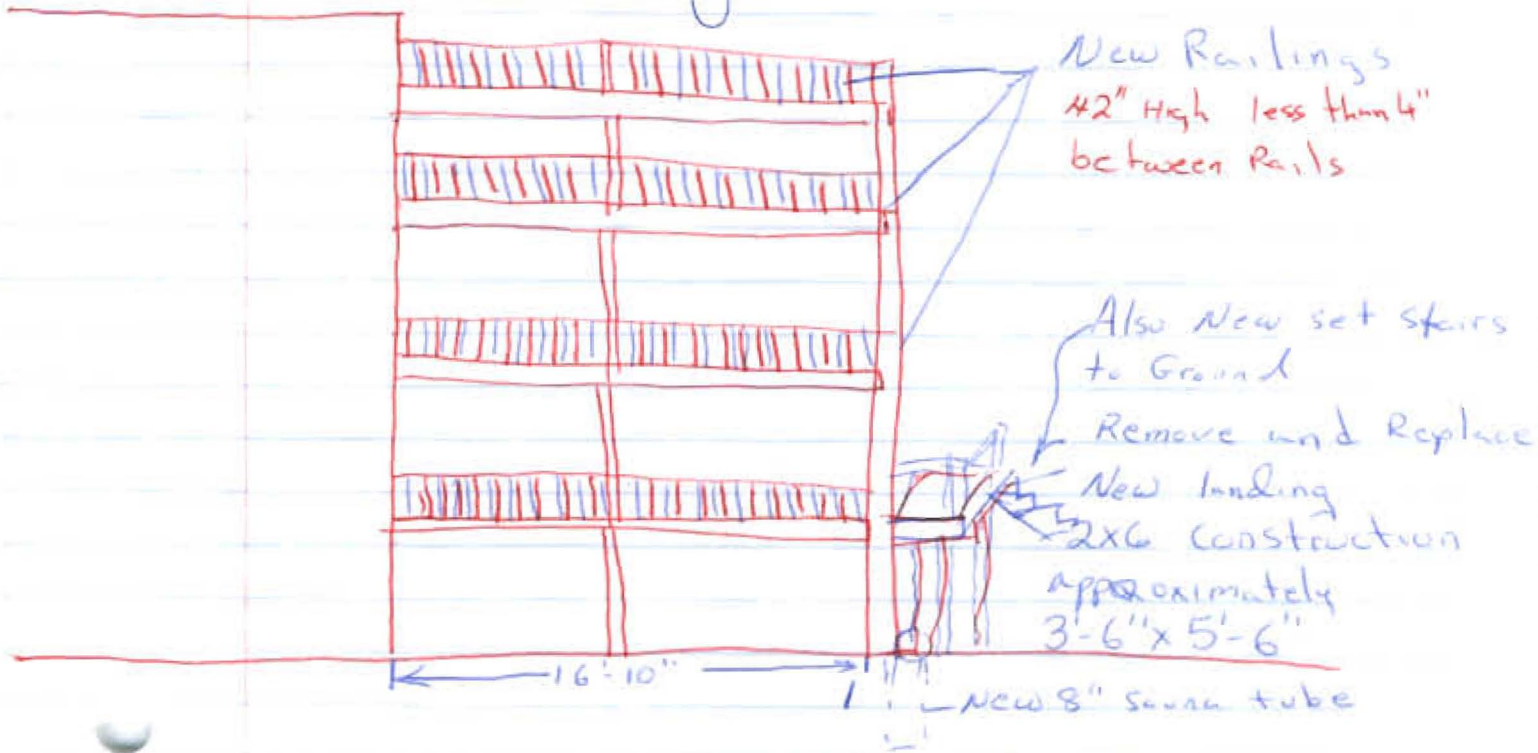 New Railings
42" High less than 4"
between Rails
Also New set stairs
to Ground
Remove and Replace
New landing
2x6 construction
approximately
3'-6" x 5'-6"
16'-10"
New 8" sauna tube